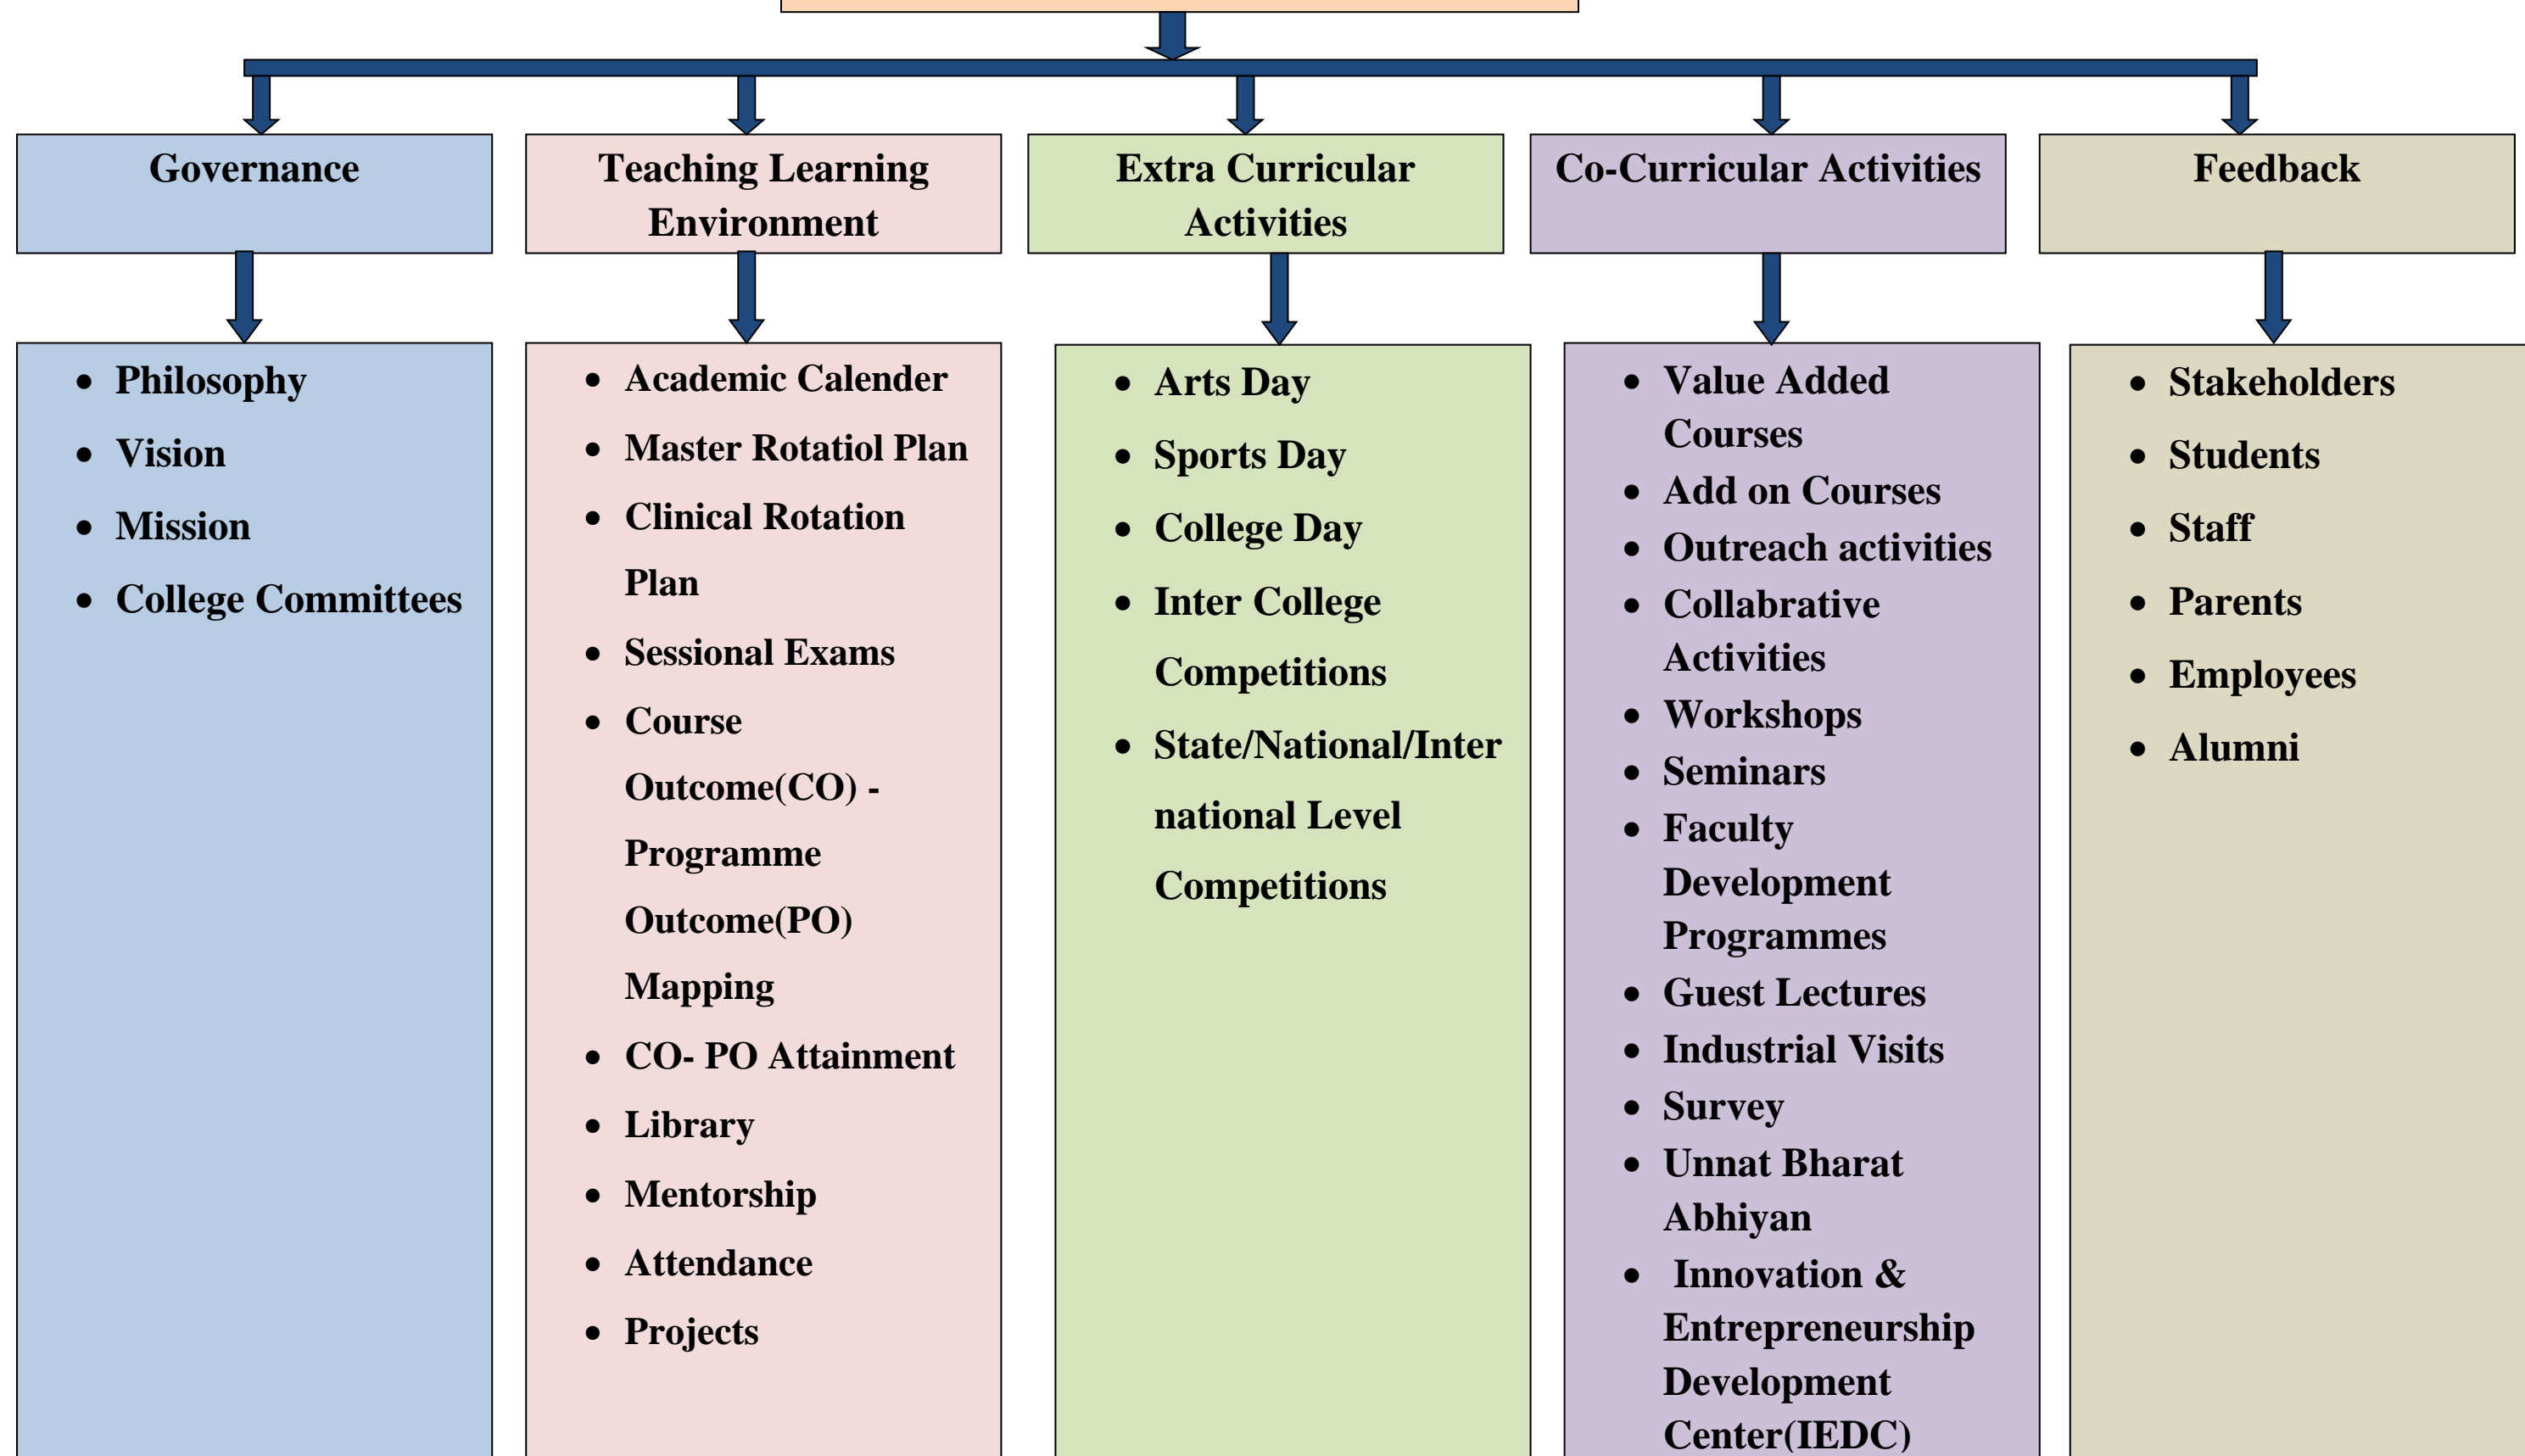 Governance
Teaching Learning
Environment
Extra Curricular
Activities
Co-Curricular Activities
Feedback
• Philosophy
• Vision
• Mission
• College Committees
• Academic Calender
• Master Rotatiol Plan
• Clinical Rotation
Plan
• Sessional Exams
• Course
Outcome(CO) -
Programme
Outcome(PO)
Mapping
• CO- PO Attainment
• Library
• Mentorship
• Attendance
• Projects
• Arts Day
• Sports Day
• College Day
• Inter College
Competitions
• State/National/Inter
national Level
Competitions
• Value Added
Courses
• Add on Courses
• Outreach activities
• Collabrative
Activities
• Workshops
• Seminars
• Faculty
Development
Programmes
• Guest Lectures
• Industrial Visits
• Survey
• Unnat Bharat
Abhiyan
• Innovation &
Entrepreneurship
Development
Center(IEDC)
• Stakeholders
• Students
• Staff
• Parents
• Employees
• Alumni